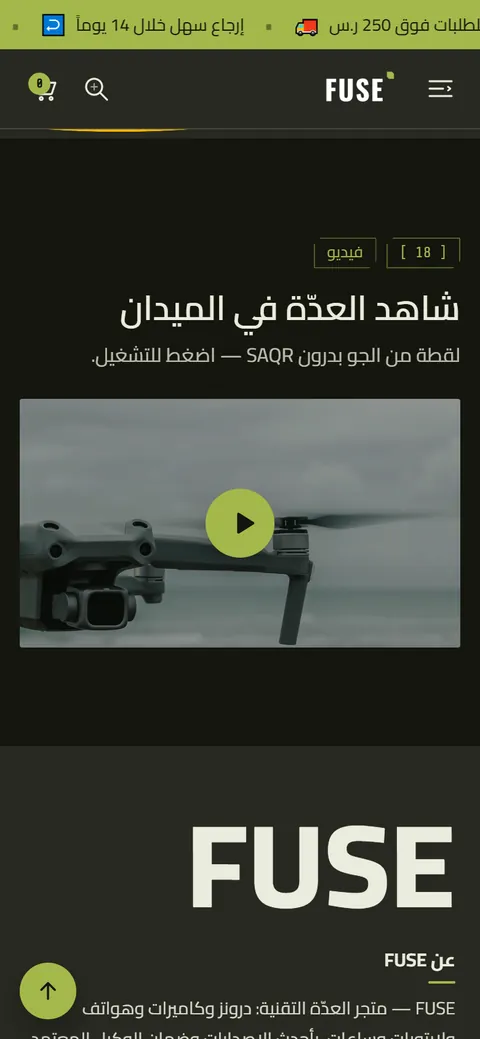 للطلبات فوق 250 ر.س 🚚 ▪ إرجاع سهل خلال 14 يوماً ↩️ ▪
FUSE
0
[ 18 ] فيديو
شاهد العدّة في الميدان
لقطة من الجو بدرون SAQR — اضغط للتشغيل.
FUSE
عن FUSE
FUSE — متجر العدّة التقنية: درونز وكاميرات وهواتف